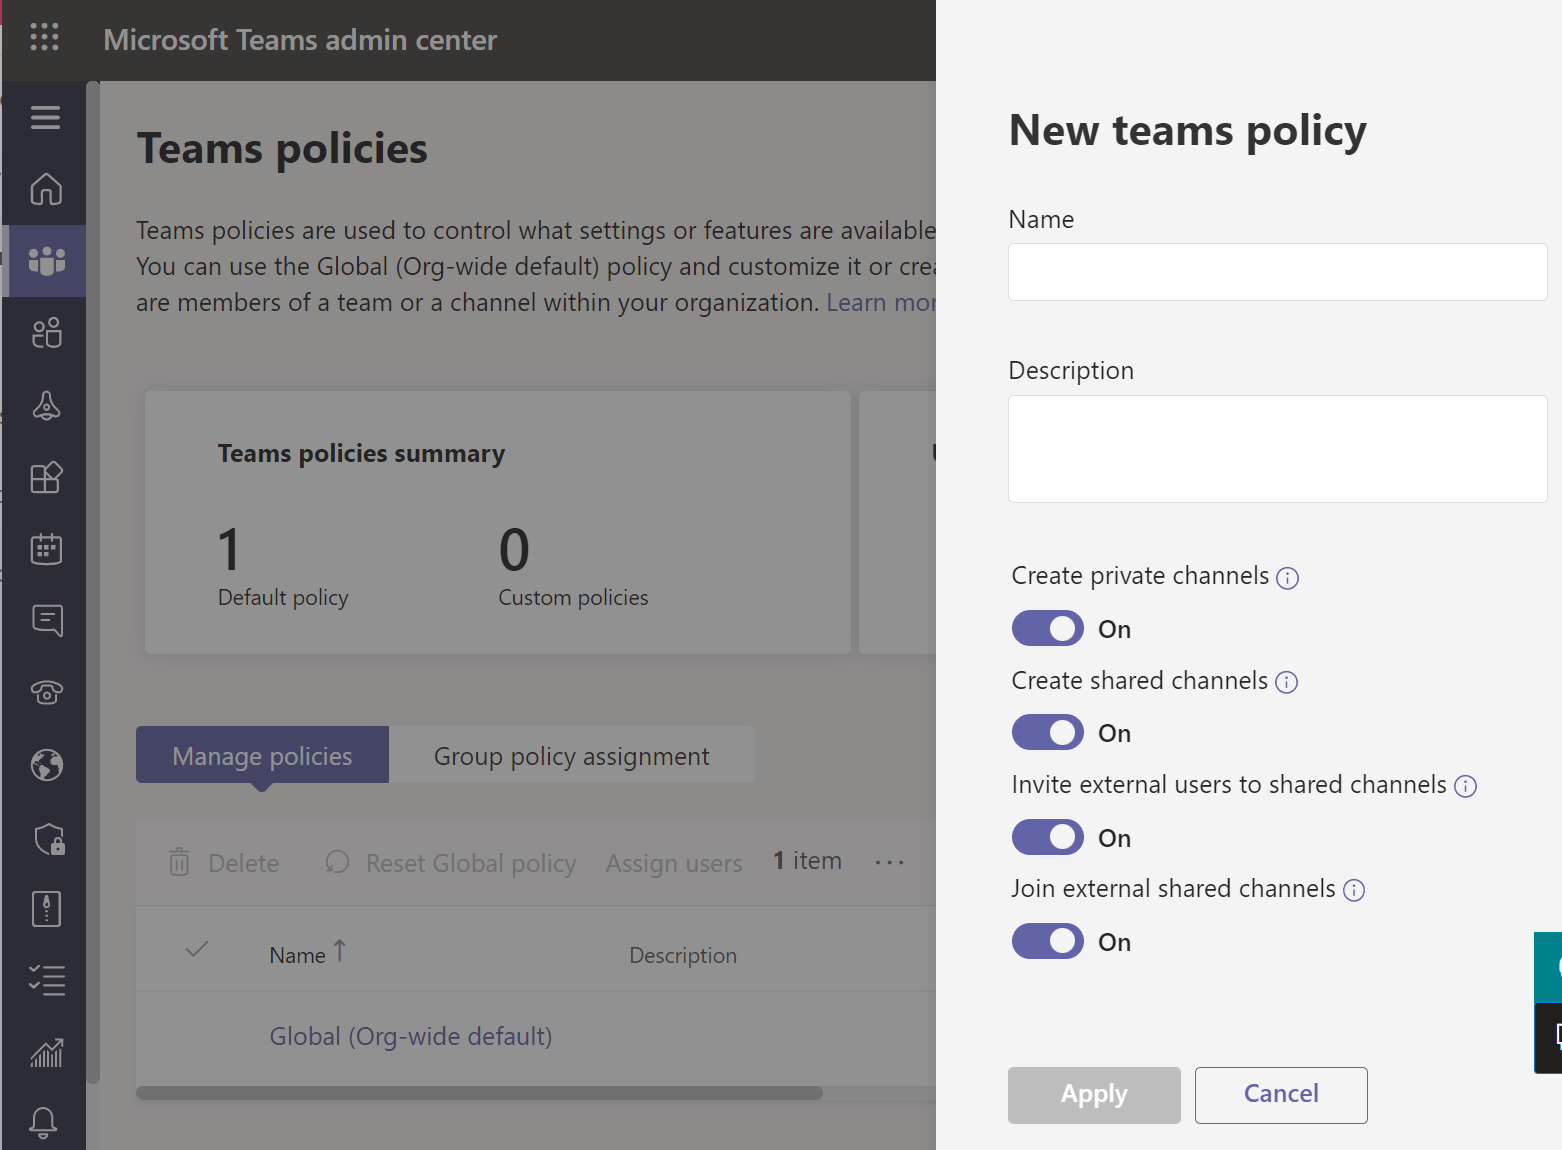 Microsoft Teams admin center
Teams policies
Teams policies are used to control what settings or features are available
You can use the Global (Org-wide default) policy and customize it or crea
are members of a team or a channel within your organization. Learn mor
Teams policies summary
1
Default policy
0
Custom policies
Manage policies
Group policy assignment
Delete
Reset Global policy
Assign users
1 item
Name ↑
Description
Global (Org-wide default)
New teams policy
Name
Description
Create private channels
On
Create shared channels
On
Invite external users to shared channels
On
Join external shared channels
On
Apply
Cancel